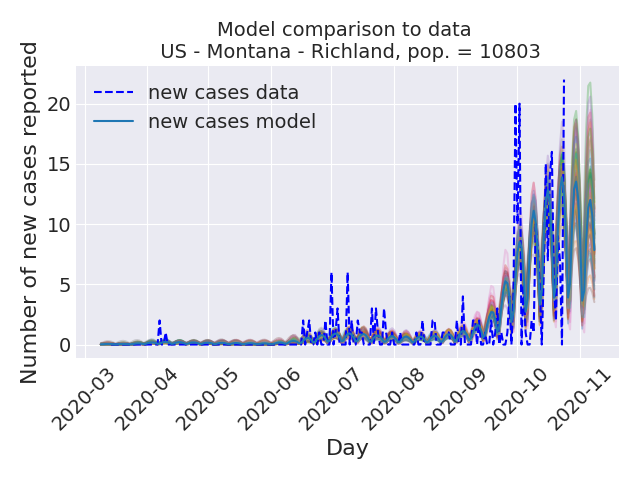 Model comparison to data
US - Montana - Richland, pop. = 10803
Number of new cases reported
20
15
10
5
0
new cases data
new cases model
2020-03
2020-04
2020-05
2020-06
2020-07
2020-08
2020-09
2020-10
2020-11
Day